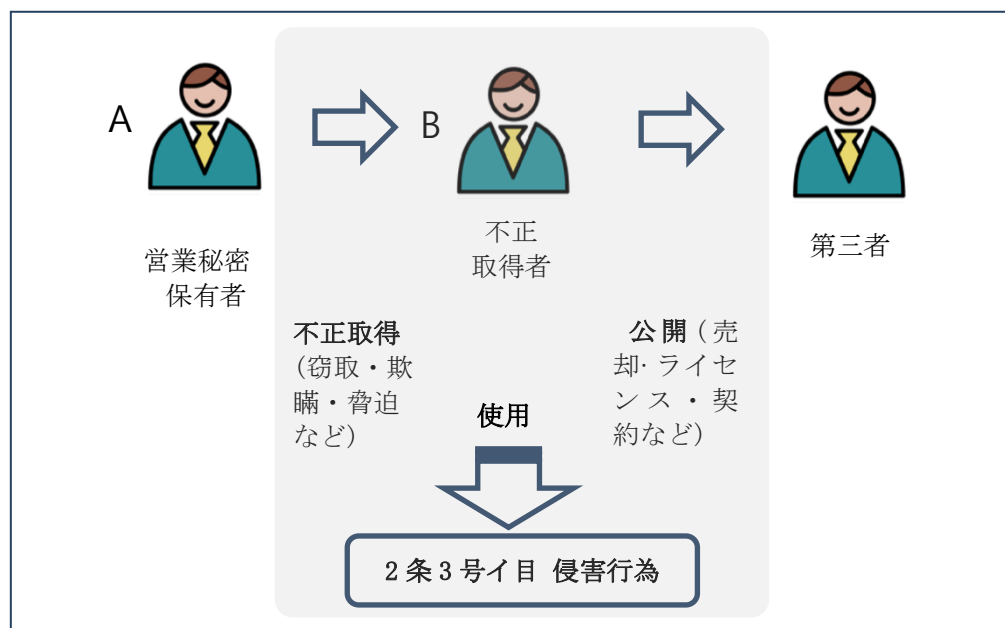 A
B
営業秘密
保有者
不正
取得者
第三者
不正取得
(窃取・欺
瞞・脅迫
など)
使用
公開(売
却·ライセ
ンス・契
約など)
2条3号イ目 侵害行為